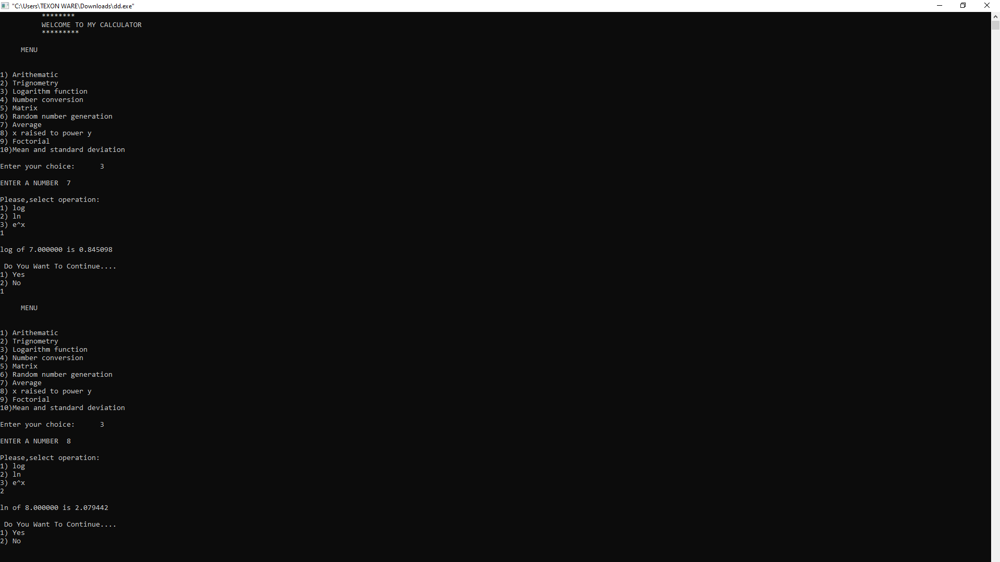 "C:\Users\TEXON WARE\Downloads\dd.exe"
********
WELCOME TO MY CALCULATOR
*********
MENU
1) Arithematic
2) Trignometry
3) Logarithm function
4) Number conversion
5) Matrix
6) Random number generation
7) Average
8) x raised to power y
9) Foctorial
10)Mean and standard deviation
Enter your choice:      3
ENTER A NUMBER  7
Please,select operation:
1) log
2) ln
3) e^x
1
log of 7.000000 is 0.845098
Do You Want To Continue....
1) Yes
2) No
1
MENU
1) Arithematic
2) Trignometry
3) Logarithm function
4) Number conversion
5) Matrix
6) Random number generation
7) Average
8) x raised to power y
9) Foctorial
10)Mean and standard deviation
Enter your choice:      3
ENTER A NUMBER  8
Please,select operation:
1) log
2) ln
3) e^x
2
ln of 8.000000 is 2.079442
Do You Want To Continue....
1) Yes
2) No